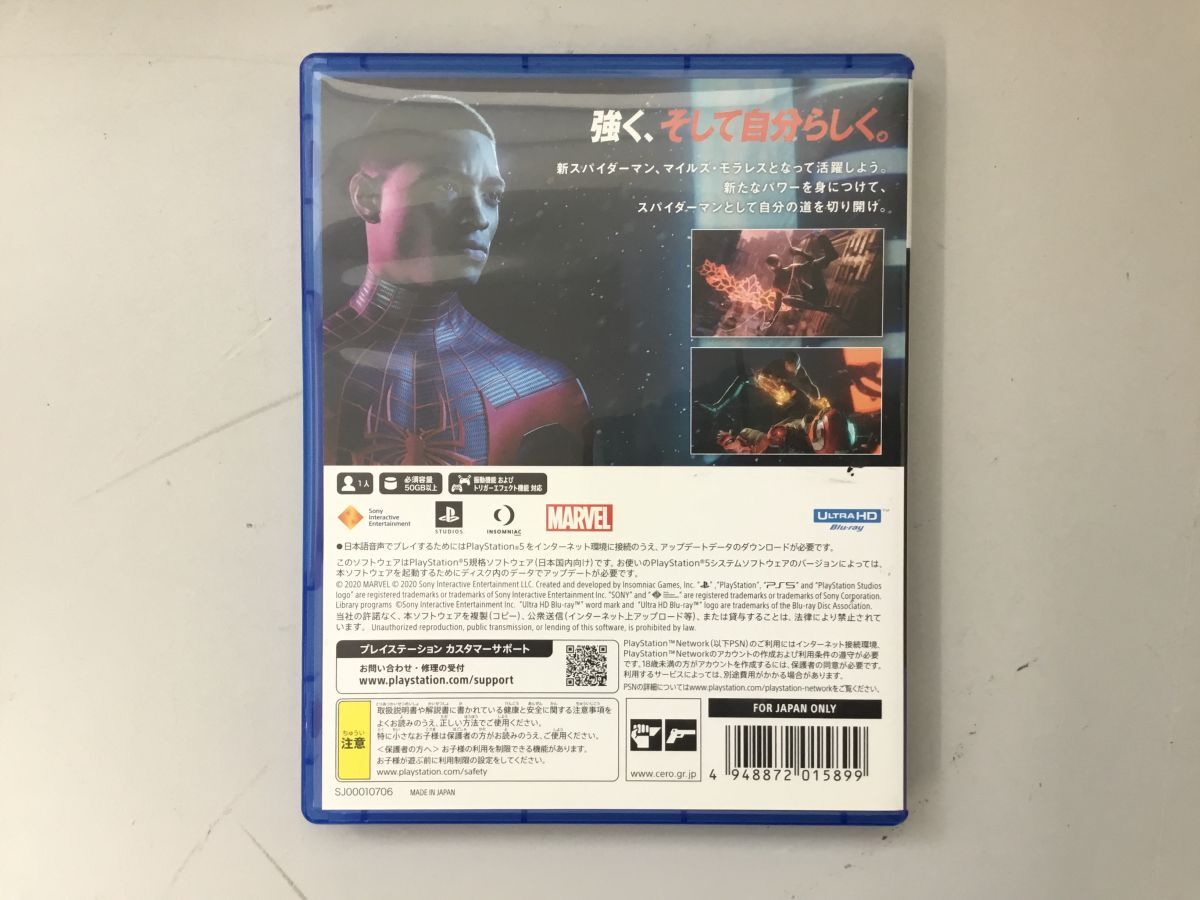 強く、そして自分らしく。
新スパイダーマン、マイルズ・モラレスとなって活躍しよう。
新たなパワーを身につけて、
スパイダーマンとして自分の道を切り開け。
1人
必須容量
50GB以上
振動機能 および
トリガーエフェクト機能 対応
Sony
Interactive
Entertainment
STUDIOS
INSOMNIAC
MARVEL
ULTRA HD
Blu-ray™
●日本語音声でプレイするためにはPlayStation®5をインターネット環境に接続のうえ、アップデートデータのダウンロードが必要です。
このソフトウェアはPlayStation®5規格ソフトウェア(日本国内向け)です。お使いのPlayStation®5システムソフトウェアのバージョンによっては、
本ソフトウェアを起動するためにディスク内のデータでアップデートが必要です。
© 2020 MARVEL © 2020 Sony Interactive Entertainment LLC. Created and developed by Insomniac Games, Inc. "", "PlayStation", "PS5" and "PlayStation Studios
logo" are registered trademarks or trademarks of Sony Interactive Entertainment Inc. "SONY" and "" are registered trademarks or trademarks of Sony Corporation.
Library programs ©Sony Interactive Entertainment Inc. "Ultra HD Blu-ray™" word mark and "Ultra HD Blu-ray™" logo are trademarks of the Blu-ray Disc Association.
当社の許諾なく、本ソフトウェアを複製(コピー)、公衆送信(インターネット上アップロード等)、または貸与することは、法律により禁止されて
います。 Unauthorized reproduction, public transmission, or lending of this software, is prohibited by law.
プレイステーション カスタマーサポート
お問い合わせ・修理の受付
www.playstation.com/support
PlayStation™Network(以下PSN)のご利用にはインターネット接続環境、
PlayStation™Networkのアカウントの作成および利用条件の遵守が必要
です。18歳未満の方がアカウントを作成するには、保護者の同意が必要です。
利用するサービスによっては、別途費用がかかる場合があります。
PSNの詳細についてはwww.playstation.com/playstation-networkをご覧ください。
ちゅうい
注意
取扱説明書や解説書に書かれている健康と安全に関する注意事項を
よくお読みのうえ、正しい方法でご使用ください。
特に小さなお子様は保護者の方がお読みのうえ、ご使用ください。
<保護者の方へ> お子様の利用を制限できる機能があります。
お子様が遊ぶ前に利用制限の設定をしてください。
www.playstation.com/safety
www.cero.gr.jp
FOR JAPAN ONLY
4 948872 015899
SJ00010706 MADE IN JAPAN